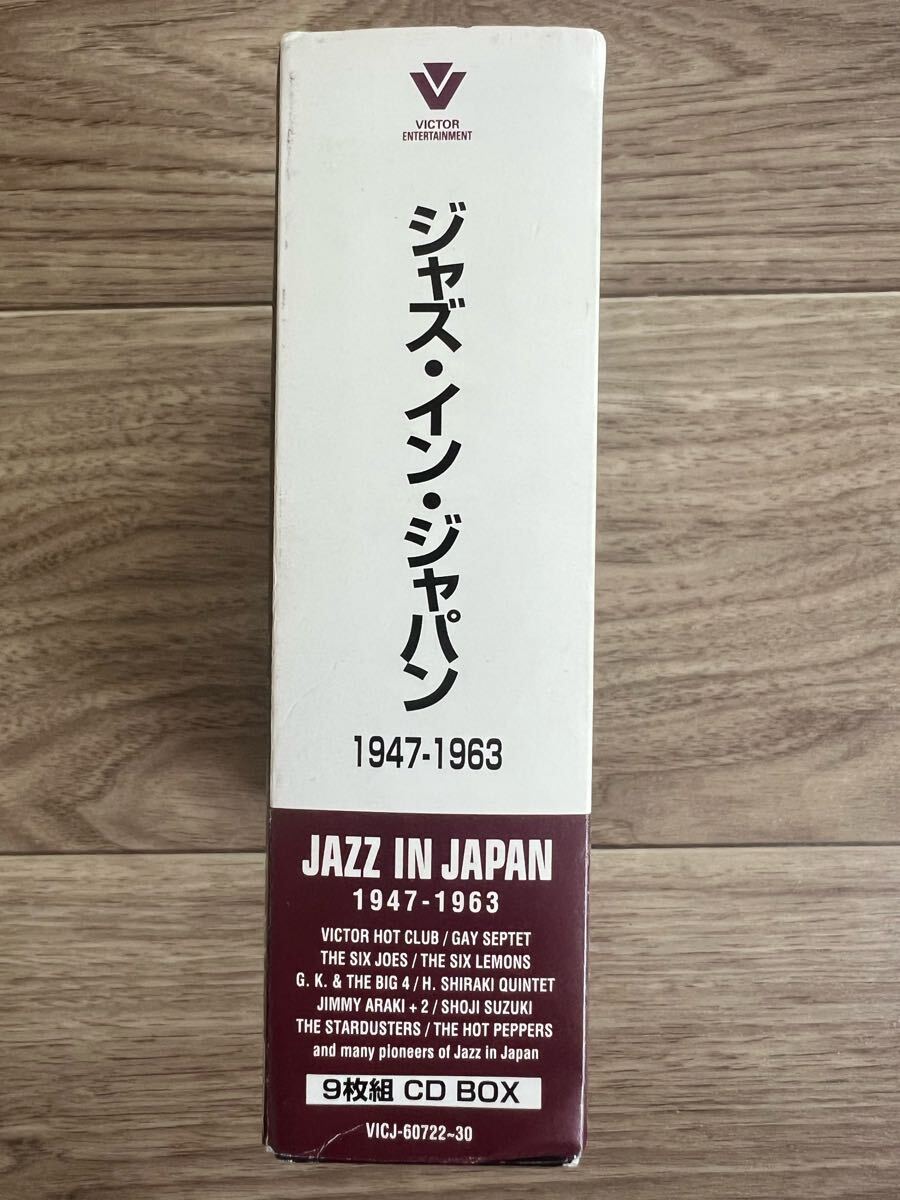 VICTOR
ENTERTAINMENT
ジャズ・イン・ジャパン
1947-1963
JAZZ IN JAPAN
1947-1963
VICTOR HOT CLUB / GAY SEPTET
THE SIX JOES / THE SIX LEMONS
G. K. & THE BIG 4 / H. SHIRAKI QUINTET
JIMMY ARAKI + 2 / SHOJI SUZUKI
THE STARDUSTERS / THE HOT PEPPERS
and many pioneers of Jazz in Japan
9枚組 CD BOX
VICJ-60722~30